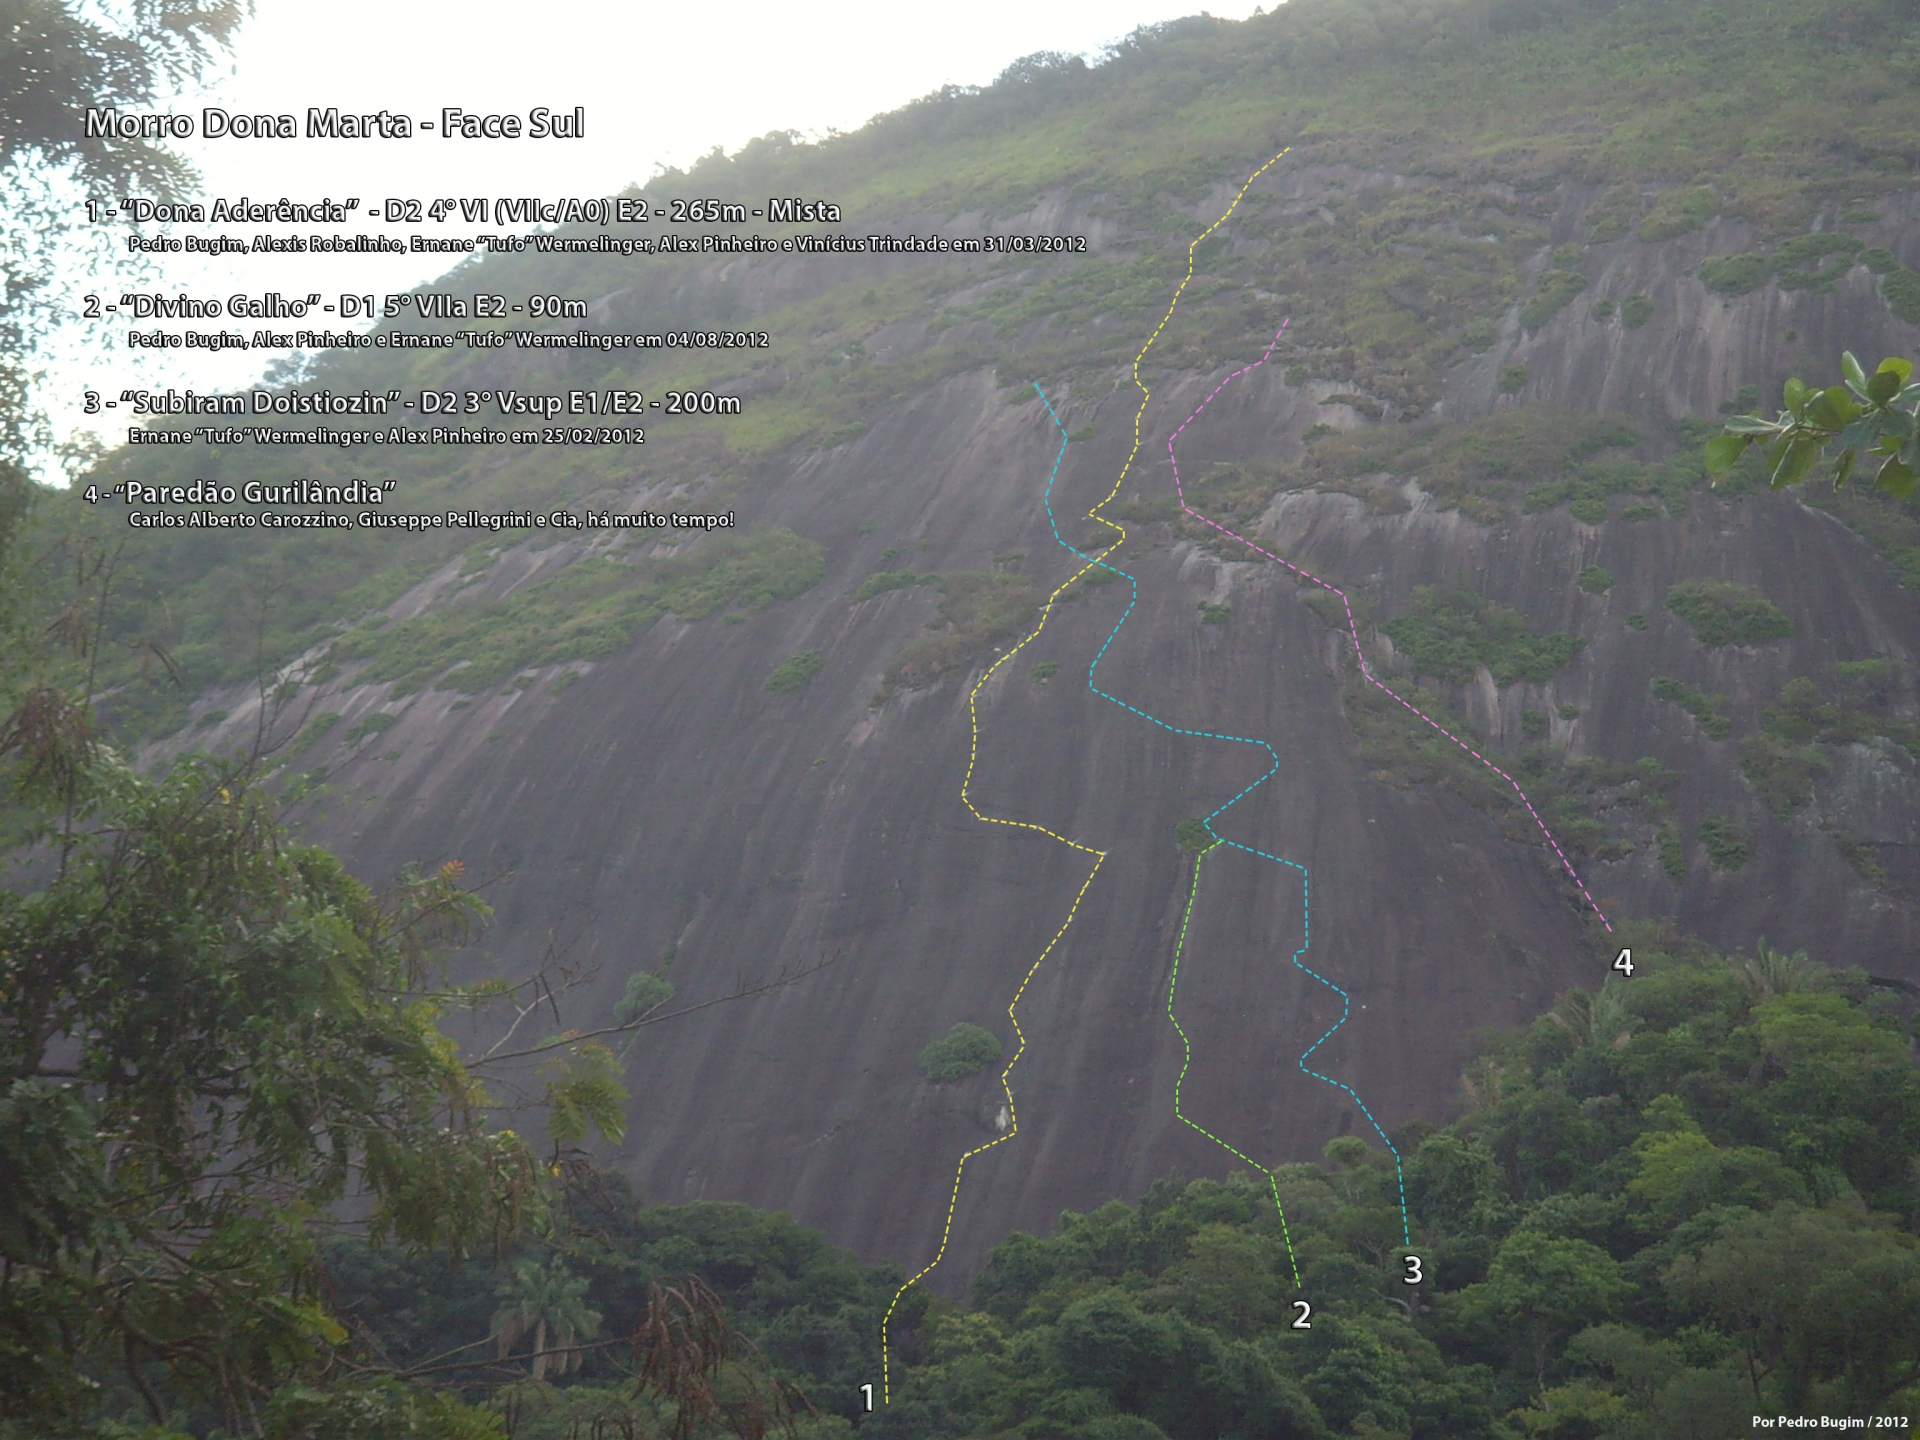 Morro Dona Marta - Face Sul
1 - “Dona Aderência” - D2 4° VI (VIIc/A0) E2 - 265m - Mista
Pedro Bugim, Alexis Robalinho, Ernane “Tufo” Wermelinger, Alex Pinheiro e Vinícius Trindade em 31/03/2012
2 - “Divino Galho” - D1 5° VIIa E2 - 90m
Pedro Bugim, Alex Pinheiro e Ernane “Tufo” Wermelinger em 04/08/2012
3 - “Subiram Doistiozin” - D2 3° Vsup E1/E2 - 200m
Ernane “Tufo” Wermelinger e Alex Pinheiro em 25/02/2012
4 - “Paredão Gurilândia”
Carlos Alberto Carozzino, Giuseppe Pellegrini e Cia, há muito tempo!
4
3
2
1
Por Pedro Bugim / 2012